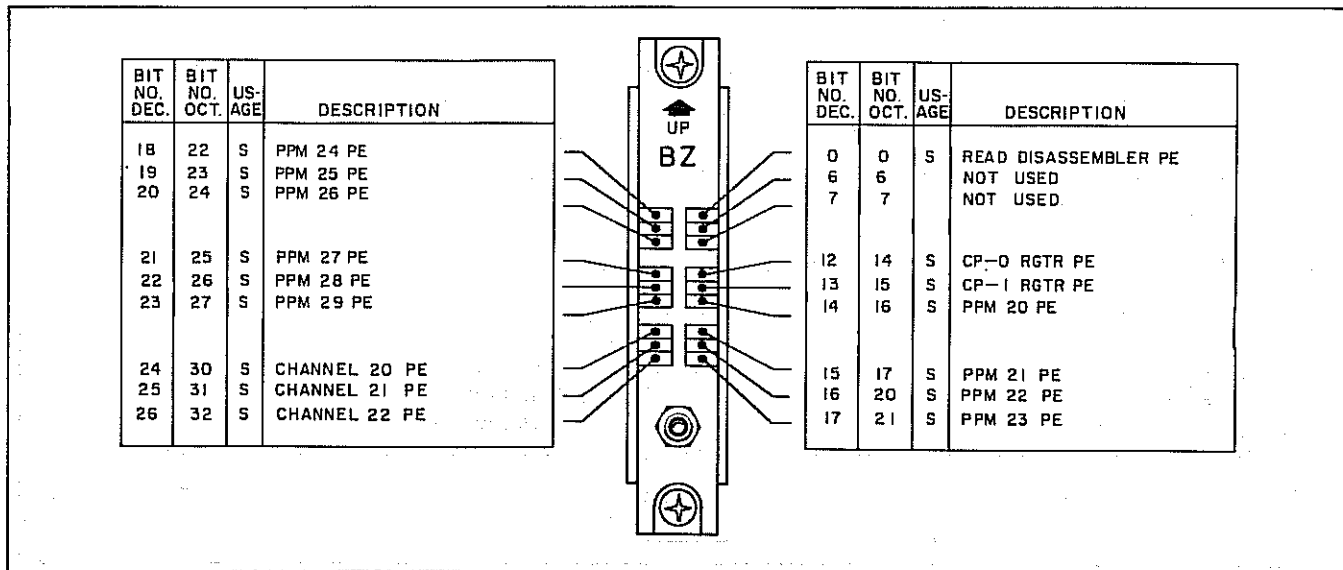 BIT NO. DEC. BIT NO. OCT. US-AGE DESCRIPTION
18 22 S PPM 24 PE
19 23 S PPM 25 PE
20 24 S PPM 26 PE
21 25 S PPM 27 PE
22 26 S PPM 28 PE
23 27 S PPM 29 PE
24 30 S CHANNEL 20 PE
25 31 S CHANNEL 21 PE
26 32 S CHANNEL 22 PE
UP
BZ
BIT NO. DEC. BIT NO. OCT. US-AGE DESCRIPTION
0 0 S READ DISASSEMBLER PE
6 6 NOT USED
7 7 NOT USED
12 14 S CP-0 RGTR PE
13 15 S CP-1 RGTR PE
14 16 S PPM 20 PE
15 17 S PPM 21 PE
16 20 S PPM 22 PE
17 21 S PPM 23 PE